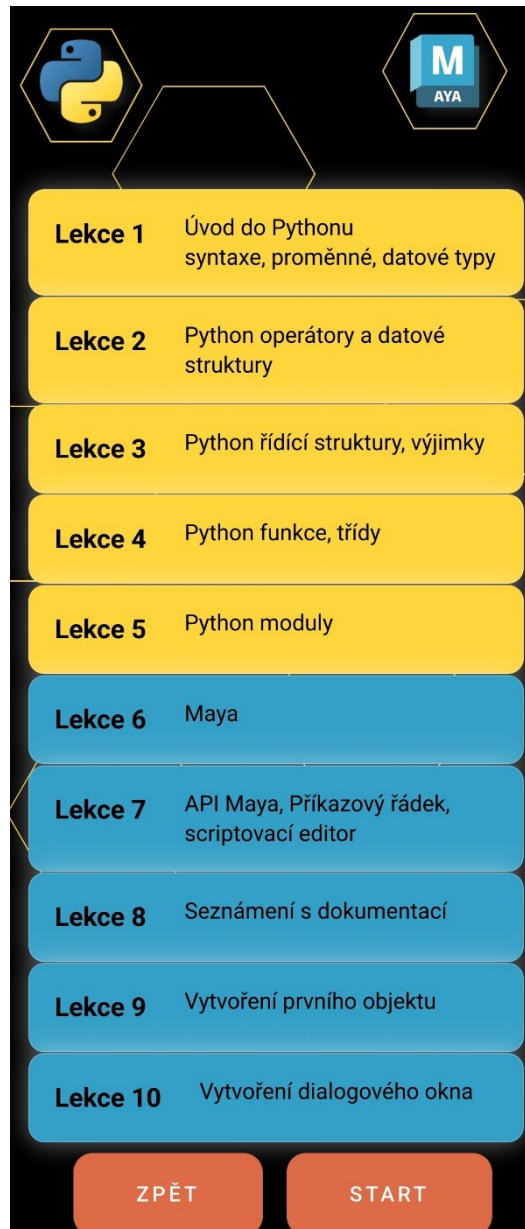 M
AYA
Lekce 1
Úvod do Pythonu
syntaxe, proměnné, datové typy
Lekce 2
Python operátory a datové
struktury
Lekce 3
Python řídící struktury, výjimky
Lekce 4
Python funkce, třídy
Lekce 5
Python moduly
Lekce 6
Maya
Lekce 7
API Maya, Příkazový řádek,
scriptovací editor
Lekce 8
Seznámení s dokumentací
Lekce 9
Vytvoření prvního objektu
Lekce 10
Vytvoření dialogového okna
ZPĚT
START